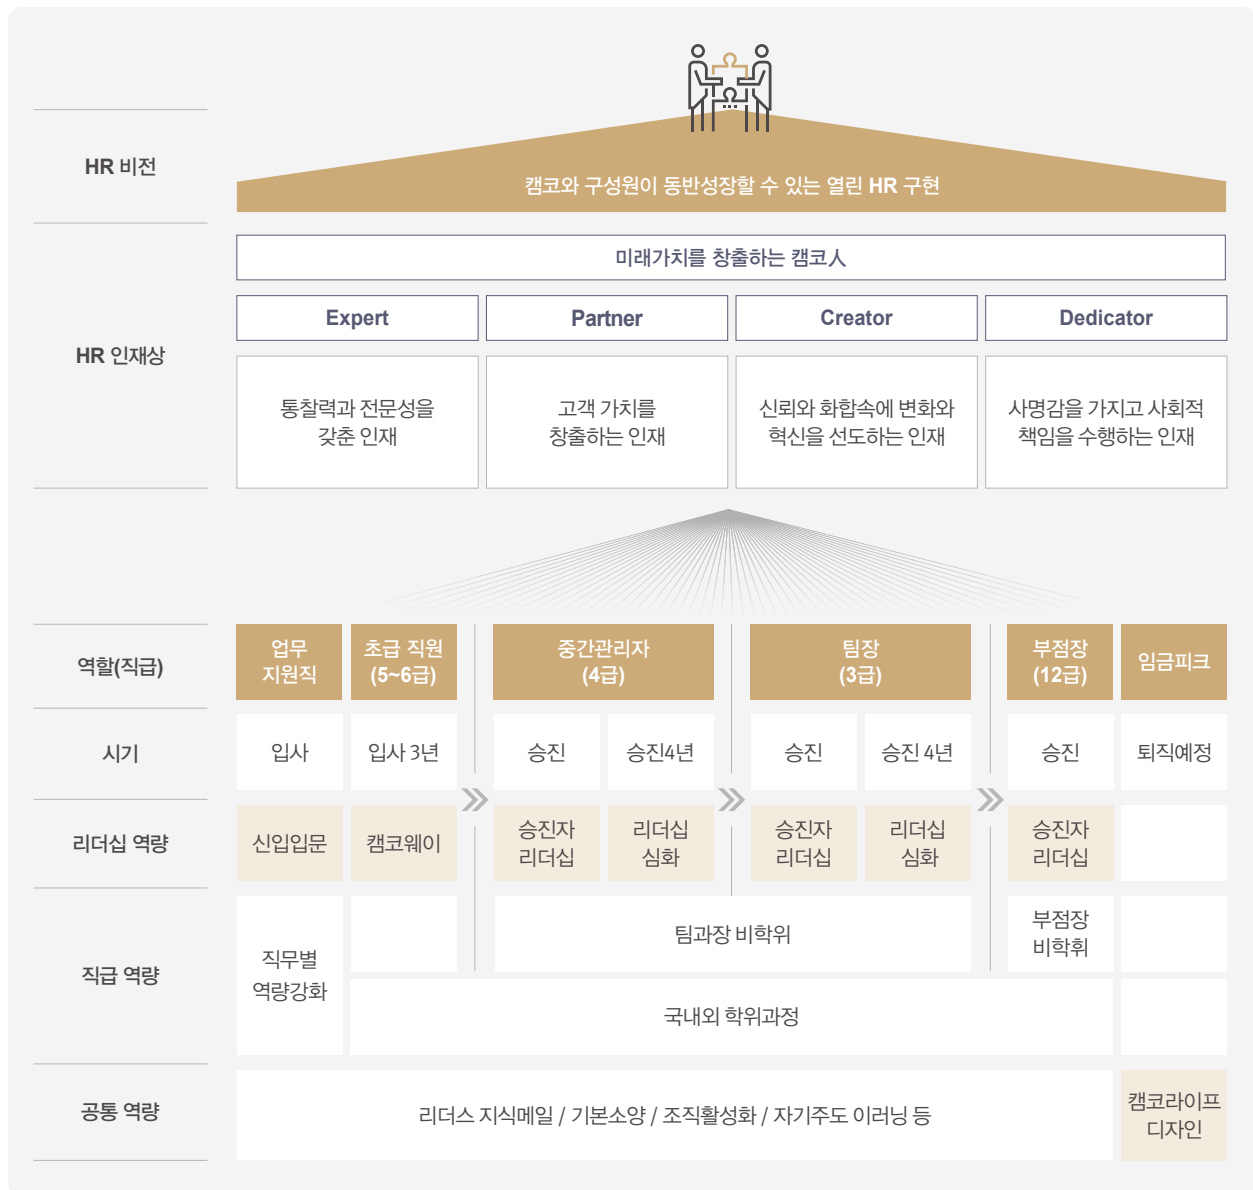 HR 비전
캠코와 구성원이 동반성장할 수 있는 열린 HR 구현
HR 인재상
미래가치를 창출하는 캠코人
Expert
Partner
Creator
Dedicator
통찰력과 전문성을
갖춘 인재
고객 가치를
창출하는 인재
신뢰와 화합속에 변화와
혁신을 선도하는 인재
사명감을 가지고 사회적
책임을 수행하는 인재
역할(직급)
업무
지원직
초급 직원
(5~6급)
중간관리자
(4급)
팀장
(3급)
부점장
(12급)
임금피크
시기
입사
입사 3년
승진
승진4년
승진
승진 4년
승진
퇴직예정
리더십 역량
신입입문
캠코웨이
승진자
리더십
리더십
심화
승진자
리더십
리더십
심화
승진자
리더십
직급 역량
직무별
역량강화
팀과장 비학위
부점장
비학휘
국내외 학위과정
공통 역량
리더스 지식메일 / 기본소양 / 조직활성화 / 자기주도 이러닝 등
캠코라이프
디자인